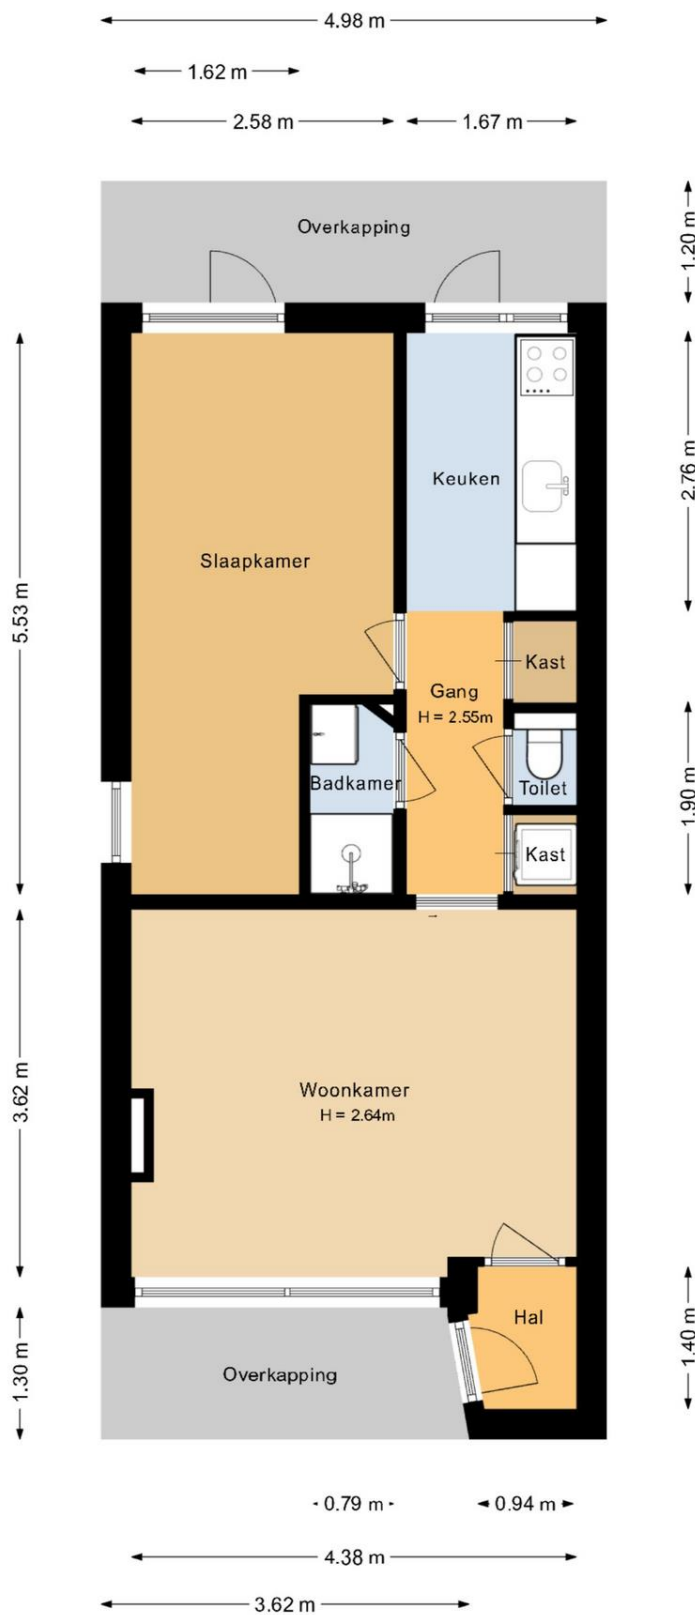 4.98 m
1.62 m
2.58 m
1.67 m
Overkapping
1.20 m
Keuken
2.76 m
Slaapkamer
5.53 m
Kast
Gang
H = 2.55m
Badkamer
Toilet
1.90 m
Kast
Woonkamer
H = 2.64m
3.62 m
Hal
Overkapping
1.30 m
1.40 m
0.79 m
0.94 m
4.38 m
3.62 m